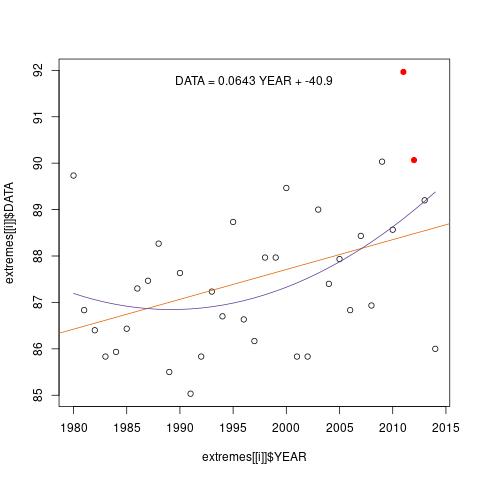 DATA = 0.0643 YEAR + -40.9
extremes[[i]]$DATA
92
91
90
89
88
87
86
85
1980 1985 1990 1995 2000 2005 2010 2015
extremes[[i]]$YEAR